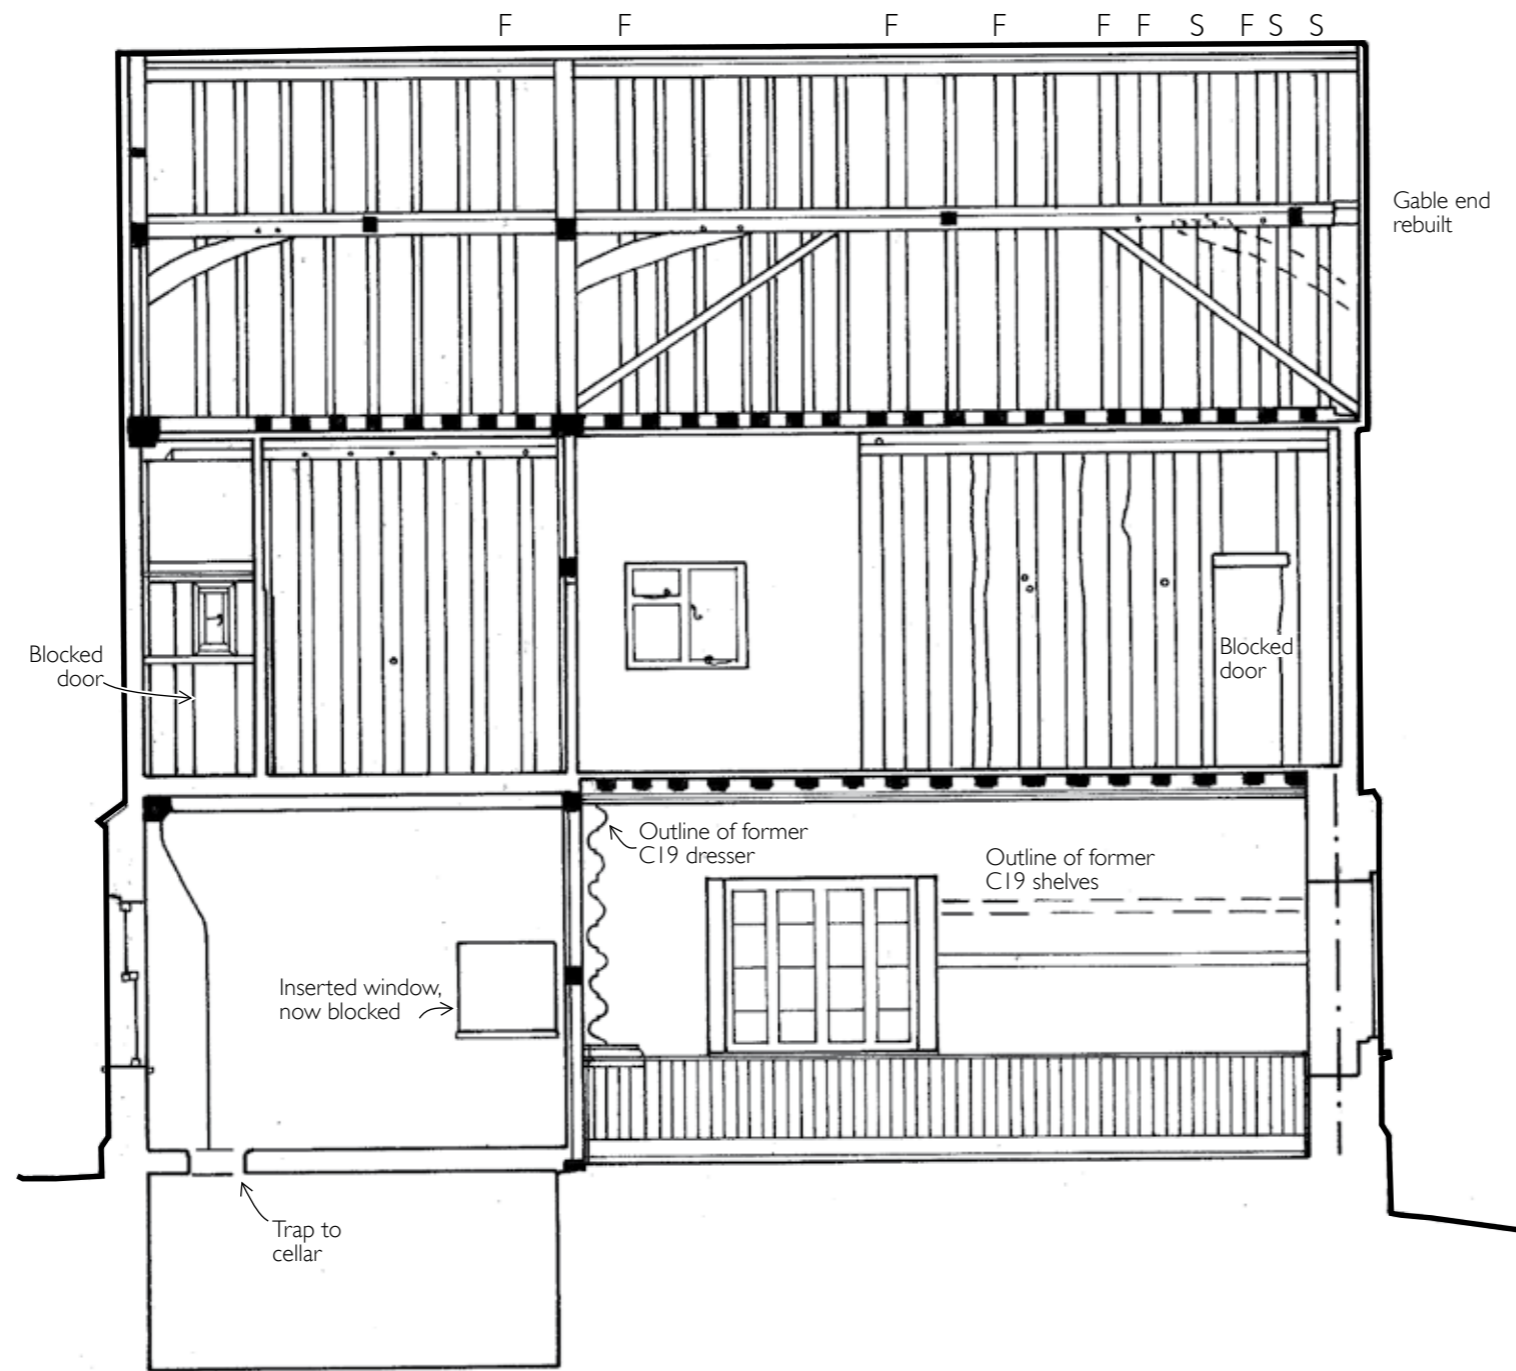 F F F F F F S F S S
Gable end
rebuilt
Blocked
door
Blocked
door
Outline of former
C19 dresser
Outline of former
C19 shelves
Inserted window,
now blocked
Trap to
cellar